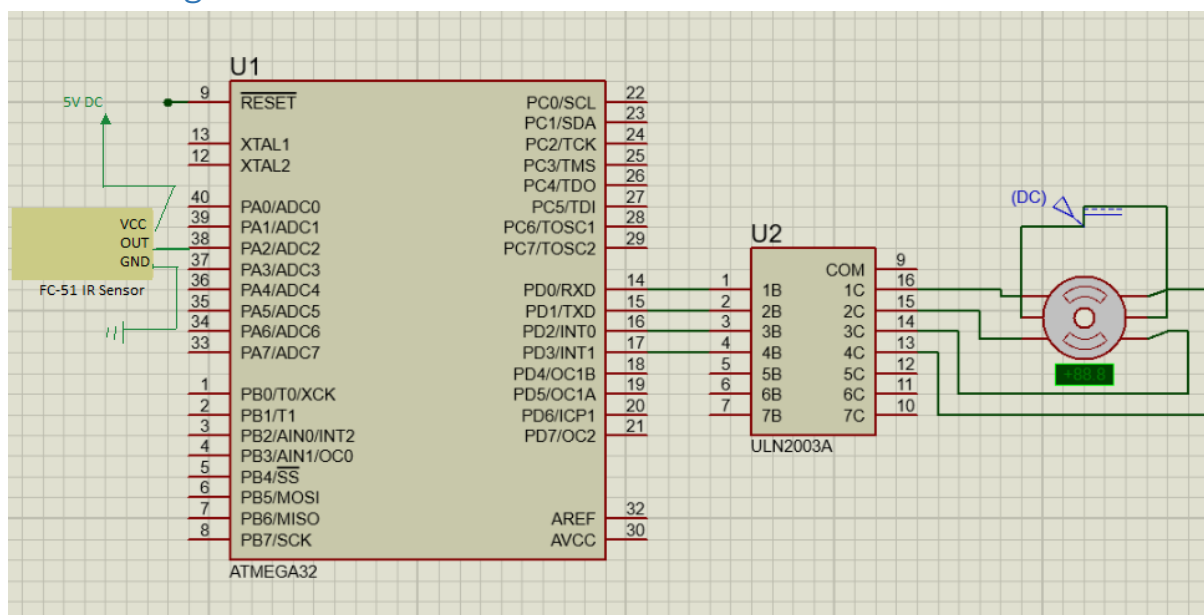 U1
5V DC
9
RESET
13
XTAL1
12
XTAL2
40
PA0/ADC0
39
PA1/ADC1
38
PA2/ADC2
37
PA3/ADC3
36
PA4/ADC4
35
PA5/ADC5
34
PA6/ADC6
33
PA7/ADC7
1
PB0/T0/XCK
2
PB1/T1
3
PB2/AIN0/INT2
4
PB3/AIN1/OC0
5
PB4/SS
6
PB5/MOSI
7
PB6/MISO
8
PB7/SCK
PC0/SCL
22
PC1/SDA
23
PC2/TCK
24
PC3/TMS
25
PC4/TDO
26
PC5/TDI
27
PC6/TOSC1
28
PC7/TOSC2
29
PD0/RXD
14
PD1/TXD
15
PD2/INT0
16
PD3/INT1
17
PD4/OC1B
18
PD5/OC1A
19
PD6/ICP1
20
PD7/OC2
21
AREF
32
AVCC
30
ATMEGA32
VCC
OUT
GND
FC-51 IR Sensor
U2
1
1B
2
2B
3
3B
4
4B
5
5B
6
6B
7
7B
COM
9
1C
16
2C
15
3C
14
4C
13
5C
12
6C
11
7C
10
ULN2003A
(DC)
+88.8